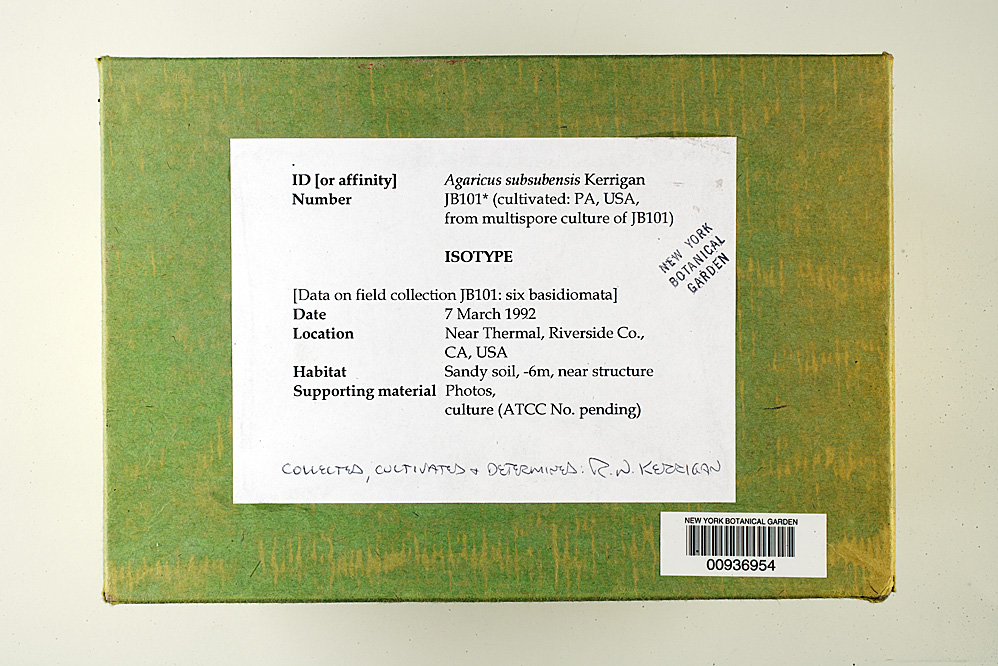 ID [or affinity] Agaricus subsubensis Kerrigan
Number JB101* (cultivated: PA, USA,
from multispore culture of JB101)
ISOTYPE
NEW YORK
BOTANICAL
GARDEN
[Data on field collection JB101: six basidiomata]
Date 7 March 1992
Location Near Thermal, Riverside Co.,
CA, USA
Habitat Sandy soil, -6m, near structure
Supporting material Photos,
culture (ATCC No. pending)
COLLECTED, CULTIVATED + DETERMINED: R. W. KERRIGAN
NEW YORK BOTANICAL GARDEN
00936954